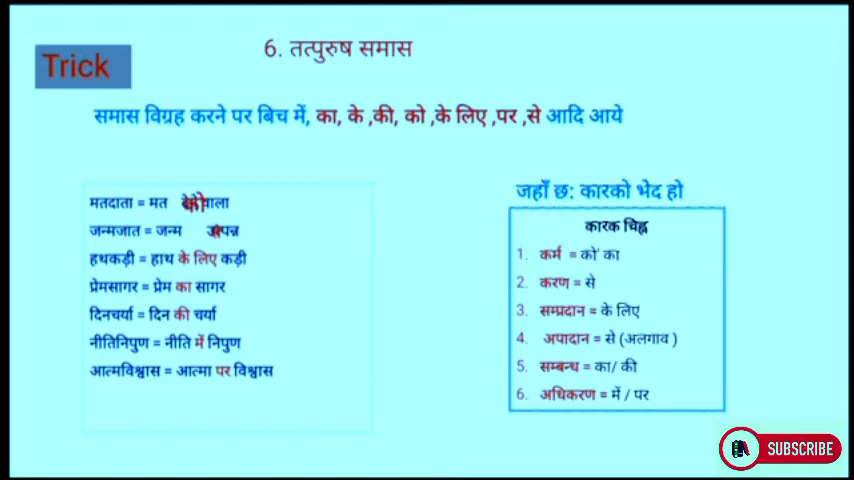 6. तत्पुरुष समास
Trick
समास विग्रह करने पर बिच में, का, के ,की, को ,के लिए ,पर ,से आदि आये
मतदाता = मत को वाला
जन्मजात = जन्म
हथकड़ी = हाथ के लिए कड़ी
प्रेमसागर = प्रेम का सागर
दिनचर्या = दिन की चर्या
नीतिनिपुण = नीति में निपुण
आत्मविश्वास = आत्मा पर विश्वास
जहाँ छ: कारको भेद हो
कारक चिह्न
1. कर्म = को' का
2. करण = से
3. सम्प्रदान = के लिए
4. अपादान = से (अलगाव )
5. सम्बन्ध = का/ की
6. अधिकरण = में / पर
SUBSCRIBE